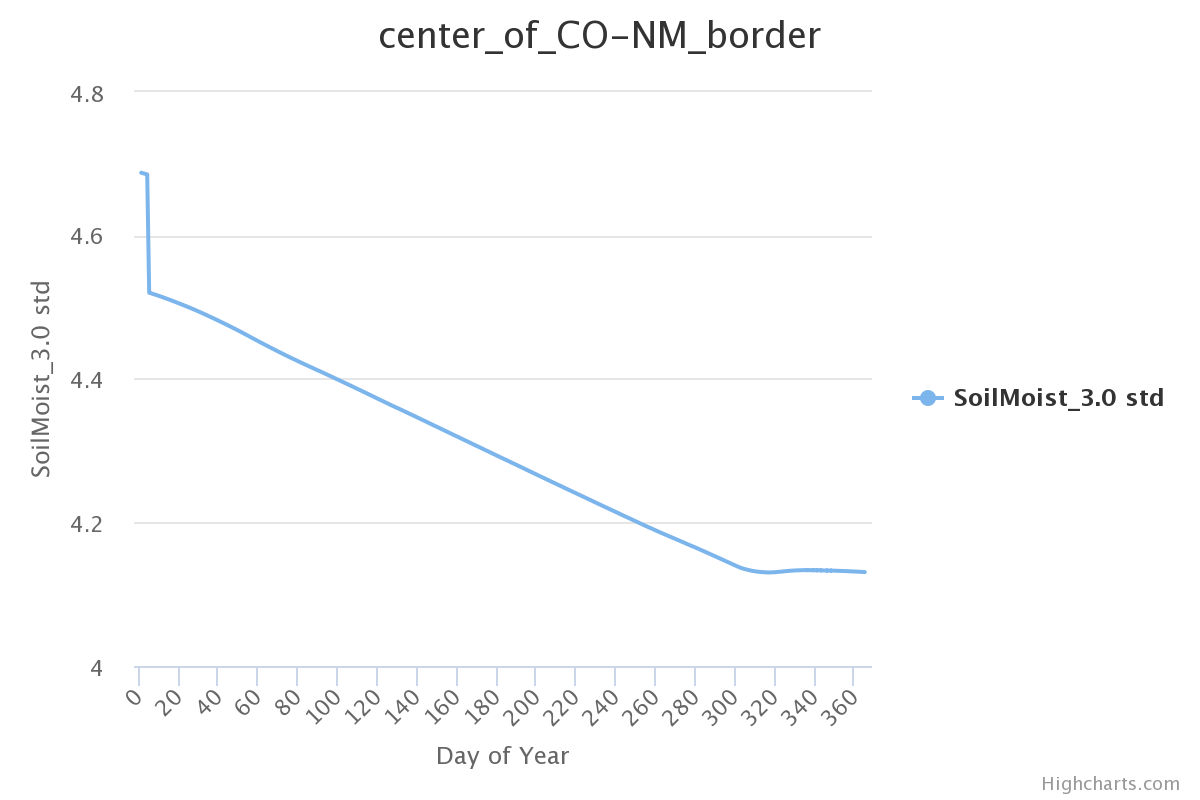 center_of_CO-NM_border
4.8
4.6
4.4
4.2
4
SoilMoist_3.0 std
0 20 40 60 80 100 120 140 160 180 200 220 240 260 280 300 320 340 360
Day of Year
SoilMoist_3.0 std
Highcharts.com